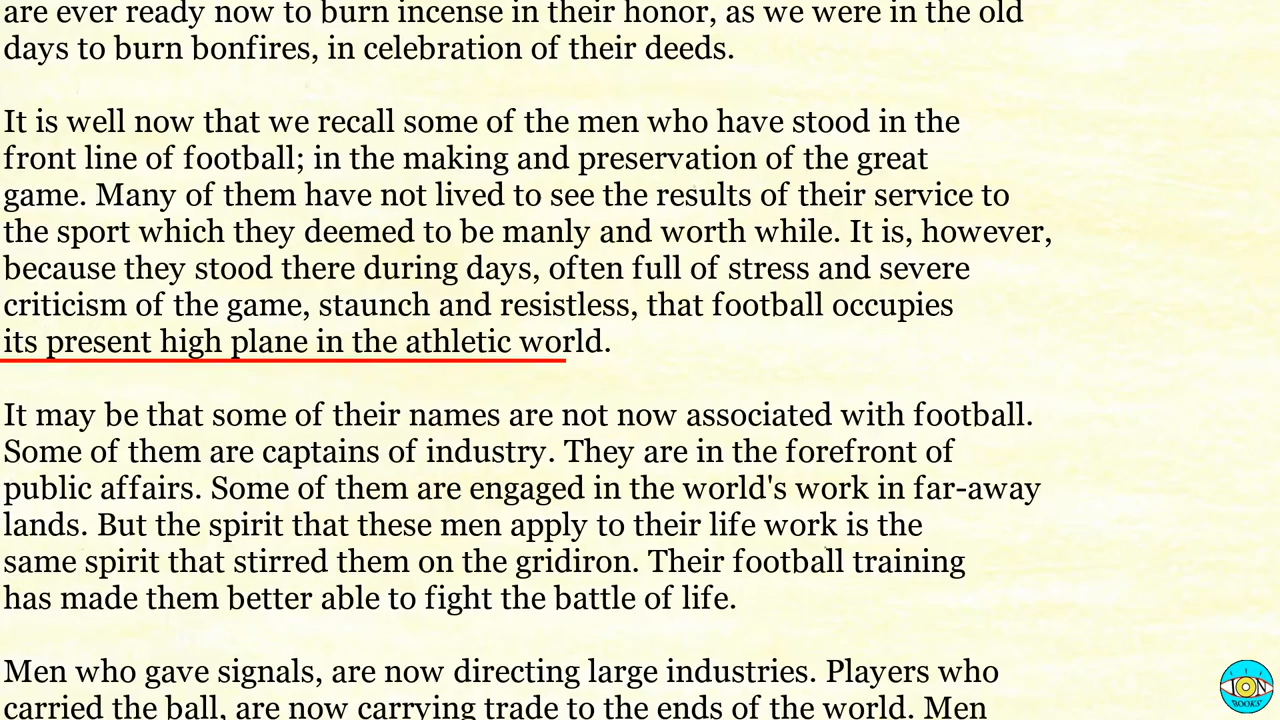 are ever ready now to burn incense in their honor, as we were in the old
days to burn bonfires, in celebration of their deeds.
It is well now that we recall some of the men who have stood in the
front line of football; in the making and preservation of the great
game. Many of them have not lived to see the results of their service to
the sport which they deemed to be manly and worth while. It is, however,
because they stood there during days, often full of stress and severe
criticism of the game, staunch and resistless, that football occupies
its present high plane in the athletic world.
It may be that some of their names are not now associated with football.
Some of them are captains of industry. They are in the forefront of
public affairs. Some of them are engaged in the world's work in far-away
lands. But the spirit that these men apply to their life work is the
same spirit that stirred them on the gridiron. Their football training
has made them better able to fight the battle of life.
Men who gave signals, are now directing large industries. Players who
carried the ball, are now carrying trade to the ends of the world. Men
ION
BOOKS